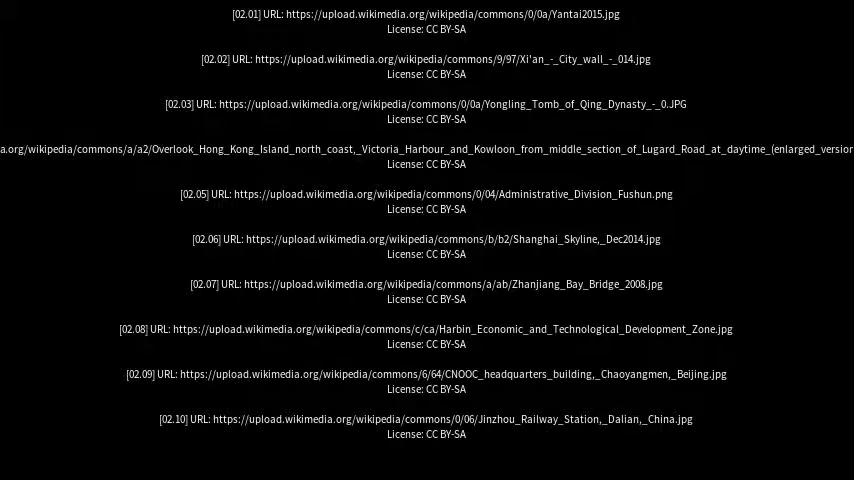 [02.01] URL: https://upload.wikimedia.org/wikipedia/commons/0/0a/Yantai2015.jpg
License: CC BY-SA
[02.02] URL: https://upload.wikimedia.org/wikipedia/commons/9/97/Xi'an_-_City_wall_-_014.jpg
License: CC BY-SA
[02.03] URL: https://upload.wikimedia.org/wikipedia/commons/0/0a/Yongling_Tomb_of_Qing_Dynasty_-_0.JPG
License: CC BY-SA
a.org/wikipedia/commons/a/a2/Overlook_Hong_Kong_Island_north_coast,_Victoria_Harbour_and_Kowloon_from_middle_section_of_Lugard_Road_at_daytime_(enlarged_version
License: CC BY-SA
[02.05] URL: https://upload.wikimedia.org/wikipedia/commons/0/04/Administrative_Division_Fushun.png
License: CC BY-SA
[02.06] URL: https://upload.wikimedia.org/wikipedia/commons/b/b2/Shanghai_Skyline,_Dec2014.jpg
License: CC BY-SA
[02.07] URL: https://upload.wikimedia.org/wikipedia/commons/a/ab/Zhanjiang_Bay_Bridge_2008.jpg
License: CC BY-SA
[02.08] URL: https://upload.wikimedia.org/wikipedia/commons/c/ca/Harbin_Economic_and_Technological_Development_Zone.jpg
License: CC BY-SA
[02.09] URL: https://upload.wikimedia.org/wikipedia/commons/6/64/CNOOC_headquarters_building,_Chaoyangmen,_Beijing.jpg
License: CC BY-SA
[02.10] URL: https://upload.wikimedia.org/wikipedia/commons/0/06/Jinzhou_Railway_Station,_Dalian,_China.jpg
License: CC BY-SA